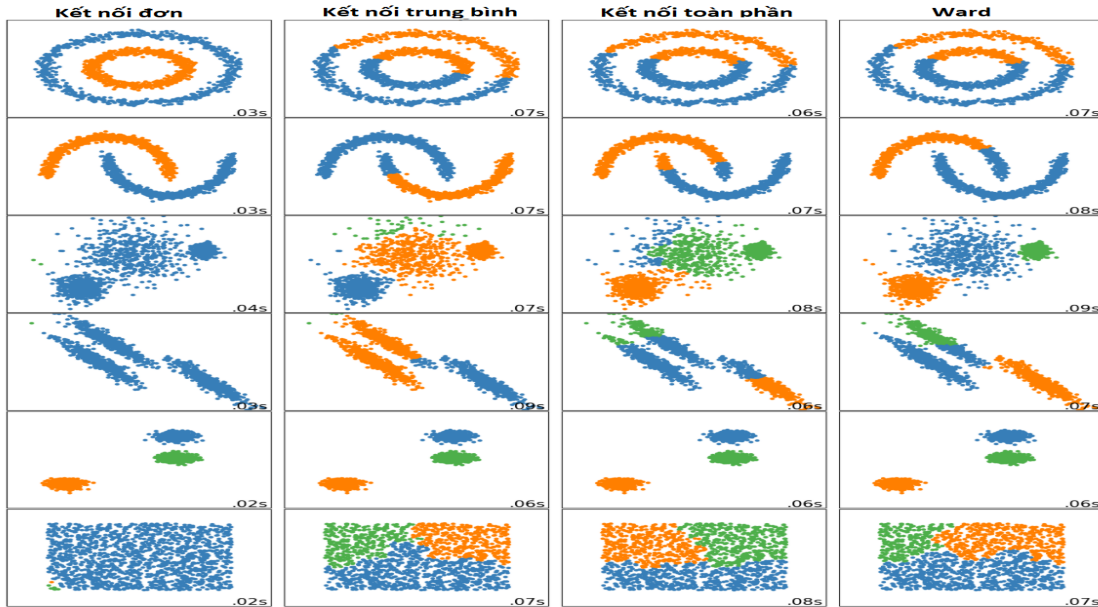 Kết nối đơn
Kết nối trung bình
Kết nối toàn phần
Ward
.03s
.07s
.06s
.07s
.03s
.07s
.07s
.08s
.04s
.07s
.08s
.09s
.03s
.09s
.06s
.07s
.02s
.06s
.06s
.06s
.02s
.07s
.08s
.07s